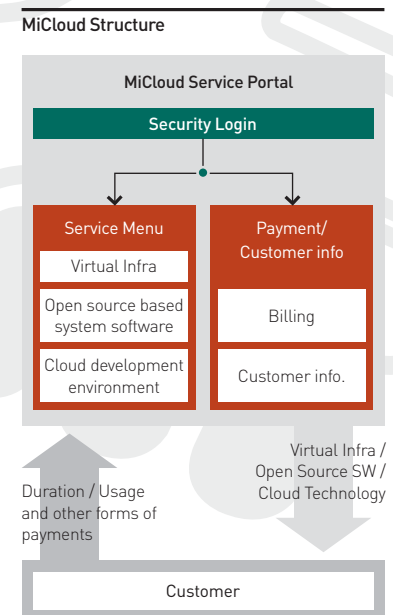 MiCloud Structure
MiCloud Service Portal
Security Login
Service Menu
Virtual Infra
Open source based
system software
Cloud development
environment
Payment/
Customer info
Billing
Customer info.
Duration / Usage
and other forms of
payments
Virtual Infra /
Open Source SW /
Cloud Technology
Customer